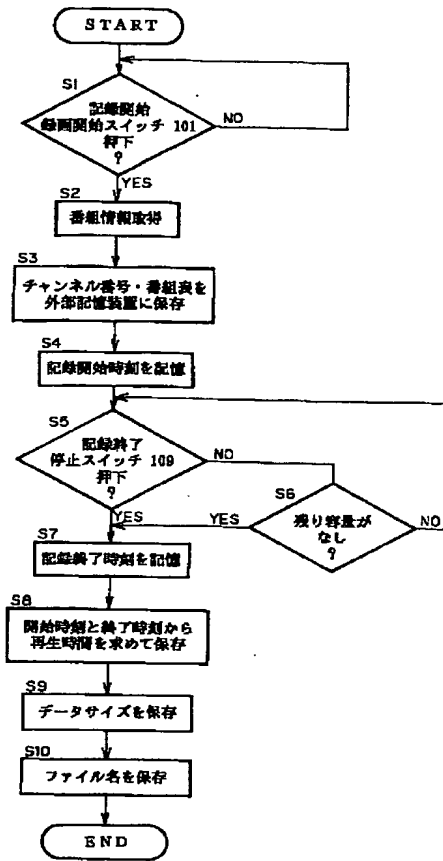 START
S1
記録開始
録画開始スイッチ 101
押下
?
NO
YES
S2
番組情報取得
S3
チャンネル番号・番組表を
外部記憶装置に保存
S4
記録開始時刻を記憶
S5
記録終了
停止スイッチ 109
押下
?
NO
YES
S6
残り容量が
なし
?
YES
NO
S7
記録終了時刻を記憶
S8
開始時刻と終了時刻から
再生時間を求めて保存
S9
データサイズを保存
S10
ファイル名を保存
END